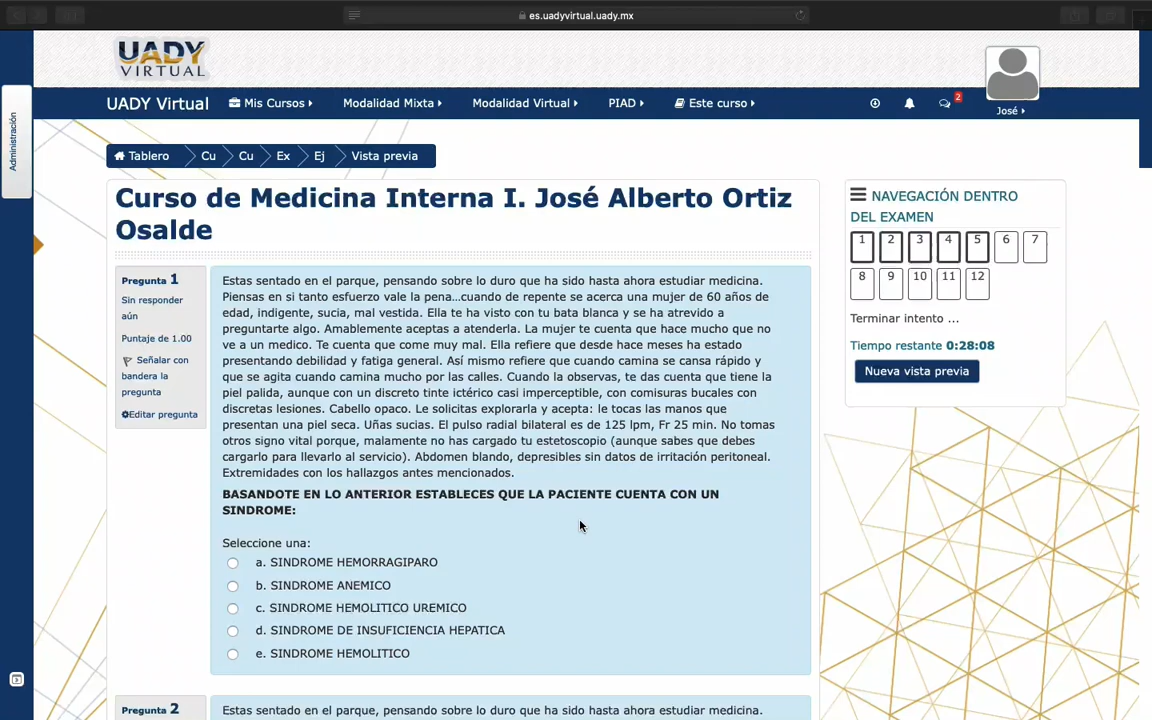 es.uadyvirtual.uady.mx
UADY
VIRTUAL
UADY Virtual
Mis Cursos
Modalidad Mixta
Modalidad Virtual
PIAD
Este curso
2
José
Administración
Tablero
Cu
Cu
Ex
Ej
Vista previa
Curso de Medicina Interna I. José Alberto Ortiz
Osalde
Pregunta 1
Sin responder
aún
Puntaje de 1.00
Señalar con
bandera la
pregunta
Editar pregunta
Estas sentado en el parque, pensando sobre lo duro que ha sido hasta ahora estudiar medicina.
Piensas en si tanto esfuerzo vale la pena...cuando de repente se acerca una mujer de 60 años de
edad, indigente, sucia, mal vestida. Ella te ha visto con tu bata blanca y se ha atrevido a
preguntarte algo. Amablemente aceptas a atenderla. La mujer te cuenta que hace mucho que no
ve a un medico. Te cuenta que come muy mal. Ella refiere que desde hace meses ha estado
presentando debilidad y fatiga general. Así mismo refiere que cuando camina se cansa rápido y
que se agita cuando camina mucho por las calles. Cuando la observas, te das cuenta que tiene la
piel palida, aunque con un discreto tinte ictérico casi imperceptible, con comisuras bucales con
discretas lesiones. Cabello opaco. Le solicitas explorarla y acepta: le tocas las manos que
presentan una piel seca. Uñas sucias. El pulso radial bilateral es de 125 lpm, Fr 25 min. No tomas
otros signo vital porque, malamente no has cargado tu estetoscopio (aunque sabes que debes
cargarlo para llevarlo al servicio). Abdomen blando, depresibles sin datos de irritación peritoneal.
Extremidades con los hallazgos antes mencionados.
BASANDOTE EN LO ANTERIOR ESTABLECES QUE LA PACIENTE CUENTA CON UN
SINDROME:
Seleccione una:
a. SINDROME HEMORRAGIPARO
b. SINDROME ANEMICO
c. SINDROME HEMOLITICO UREMICO
d. SINDROME DE INSUFICIENCIA HEPATICA
e. SINDROME HEMOLITICO
NAVEGACIÓN DENTRO
DEL EXAMEN
1 2 3 4 5 6 7
8 9 10 11 12
Terminar intento ...
Tiempo restante 0:28:08
Nueva vista previa
Pregunta 2
Estas sentado en el parque, pensando sobre lo duro que ha sido hasta ahora estudiar medicina.